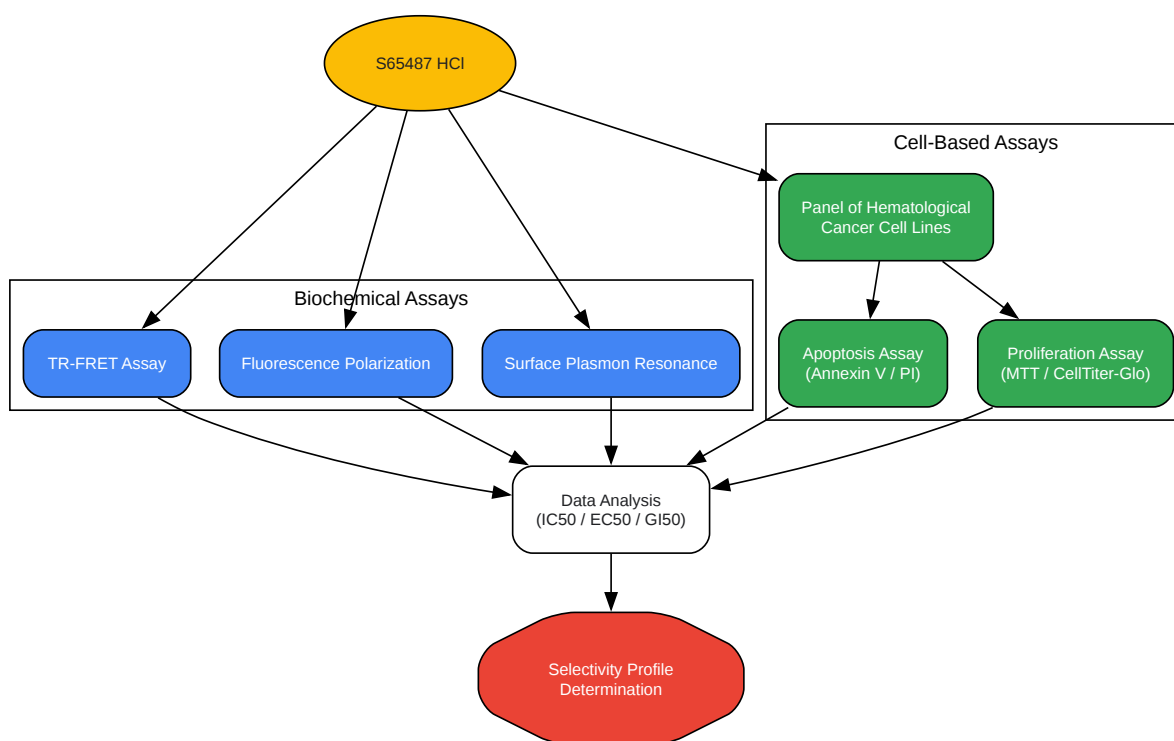 S65487 HCl
Cell-Based Assays
Panel of Hematological
Cancer Cell Lines
Biochemical Assays
TR-FRET Assay
Fluorescence Polarization
Surface Plasmon Resonance
Apoptosis Assay
(Annexin V / PI)
Proliferation Assay
(MTT / CellTiter-Glo)
Data Analysis
(IC50 / EC50 / GI50)
Selectivity Profile
Determination